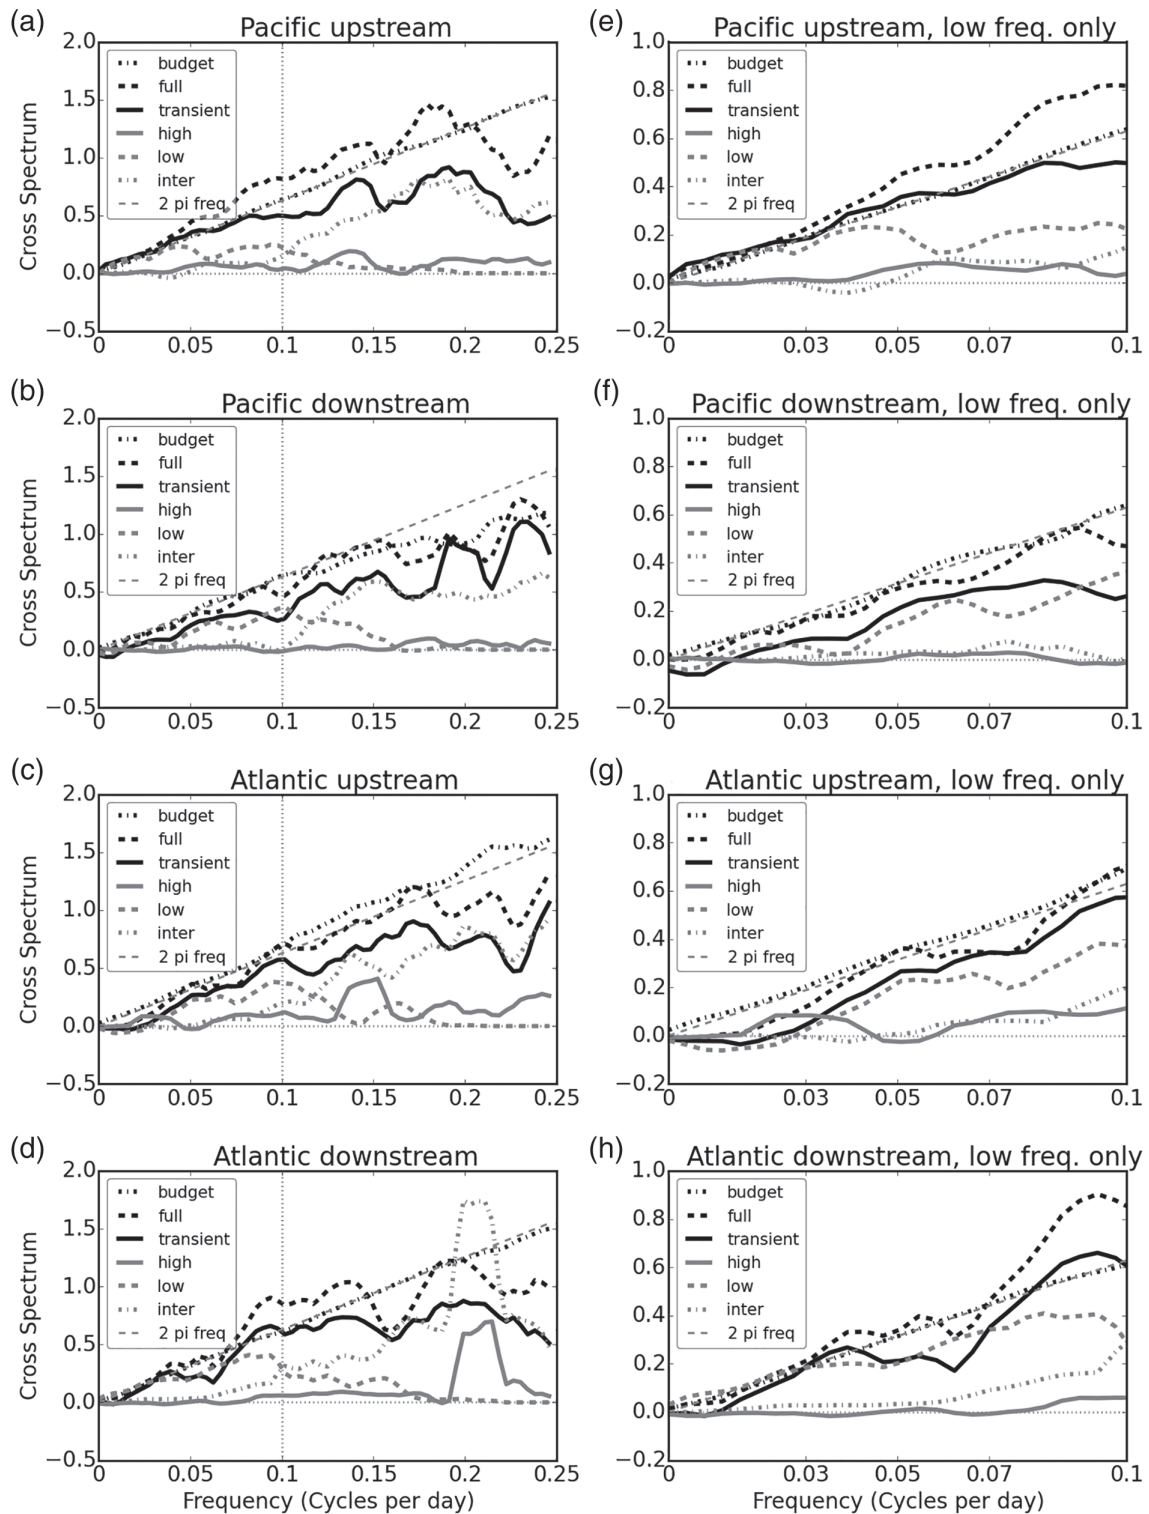 (a)
Pacific upstream
2.0
1.5
1.0
0.5
0.0
−0.5
Cross Spectrum
budget
full
transient
high
low
inter
2 pi freq
0 0.05 0.1 0.15 0.2 0.25
(e)
Pacific upstream, low freq. only
1.0
0.8
0.6
0.4
0.2
0.0
−0.2
budget
full
transient
high
low
inter
2 pi freq
0 0.03 0.05 0.07 0.1
(b)
Pacific downstream
2.0
1.5
1.0
0.5
0.0
−0.5
Cross Spectrum
budget
full
transient
high
low
inter
2 pi freq
0 0.05 0.1 0.15 0.2 0.25
(f)
Pacific downstream, low freq. only
1.0
0.8
0.6
0.4
0.2
0.0
−0.2
budget
full
transient
high
low
inter
2 pi freq
0 0.03 0.05 0.07 0.1
(c)
Atlantic upstream
2.0
1.5
1.0
0.5
0.0
−0.5
Cross Spectrum
budget
full
transient
high
low
inter
2 pi freq
0 0.05 0.1 0.15 0.2 0.25
(g)
Atlantic upstream, low freq. only
1.0
0.8
0.6
0.4
0.2
0.0
−0.2
budget
full
transient
high
low
inter
2 pi freq
0 0.03 0.05 0.07 0.1
(d)
Atlantic downstream
2.0
1.5
1.0
0.5
0.0
−0.5
Cross Spectrum
budget
full
transient
high
low
inter
2 pi freq
0 0.05 0.1 0.15 0.2 0.25
Frequency (Cycles per day)
(h)
Atlantic downstream, low freq. only
1.0
0.8
0.6
0.4
0.2
0.0
−0.2
budget
full
transient
high
low
inter
2 pi freq
0 0.03 0.05 0.07 0.1
Frequency (Cycles per day)